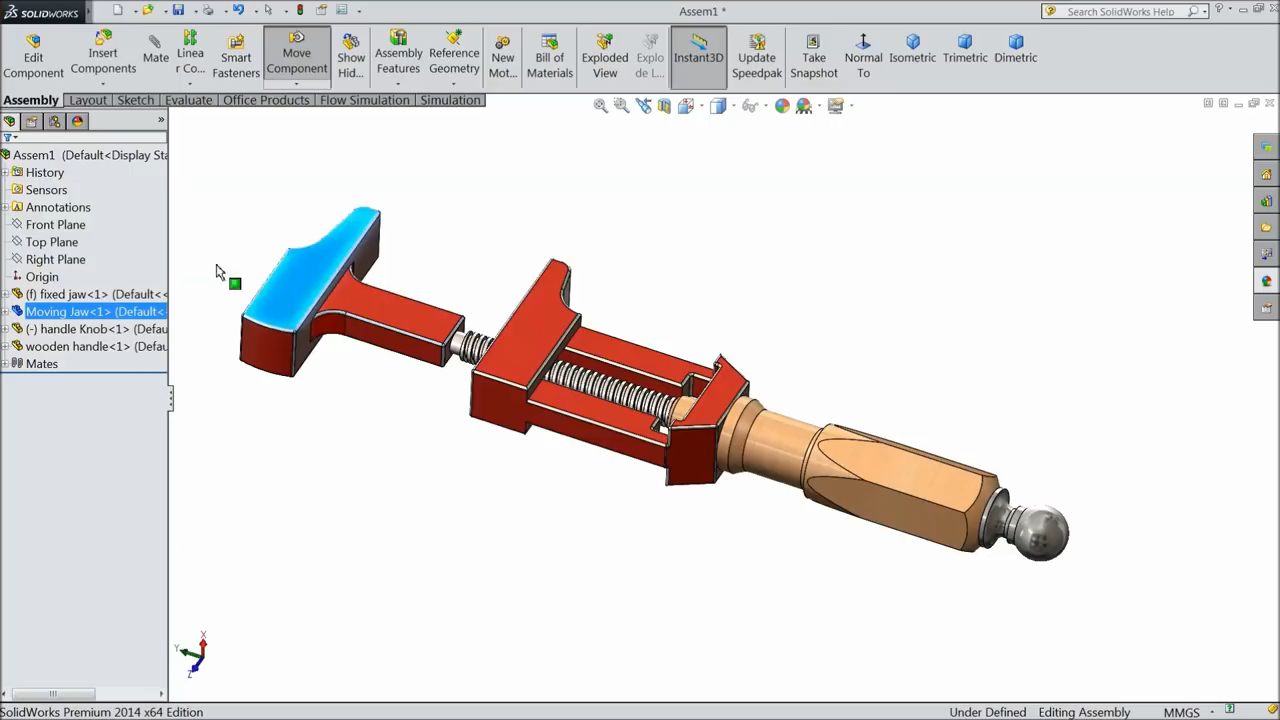 SOLIDWORKS
Assem1 *
Search SolidWorks Help
Edit Component
Insert Components
Mate
Linea r Co...
Smart Fasteners
Move Component
Show Hid...
Assembly Features
Reference Geometry
New Mot...
Bill of Materials
Exploded View
Explo de L...
Instant3D
Update Speedpak
Take Snapshot
Normal To
Isometric
Trimetric
Dimetric
Assembly Layout Sketch Evaluate Office Products Flow Simulation Simulation
Assem1 (Default<Display Sta
History
Sensors
Annotations
Front Plane
Top Plane
Right Plane
Origin
(f) fixed jaw<1> (Default<<
Moving Jaw<1> (Default<
(-) handle Knob<1> (Defau
wooden handle<1> (Defau
Mates
X
Y
Z
SolidWorks Premium 2014 x64 Edition
Under Defined
Editing Assembly
MMGS